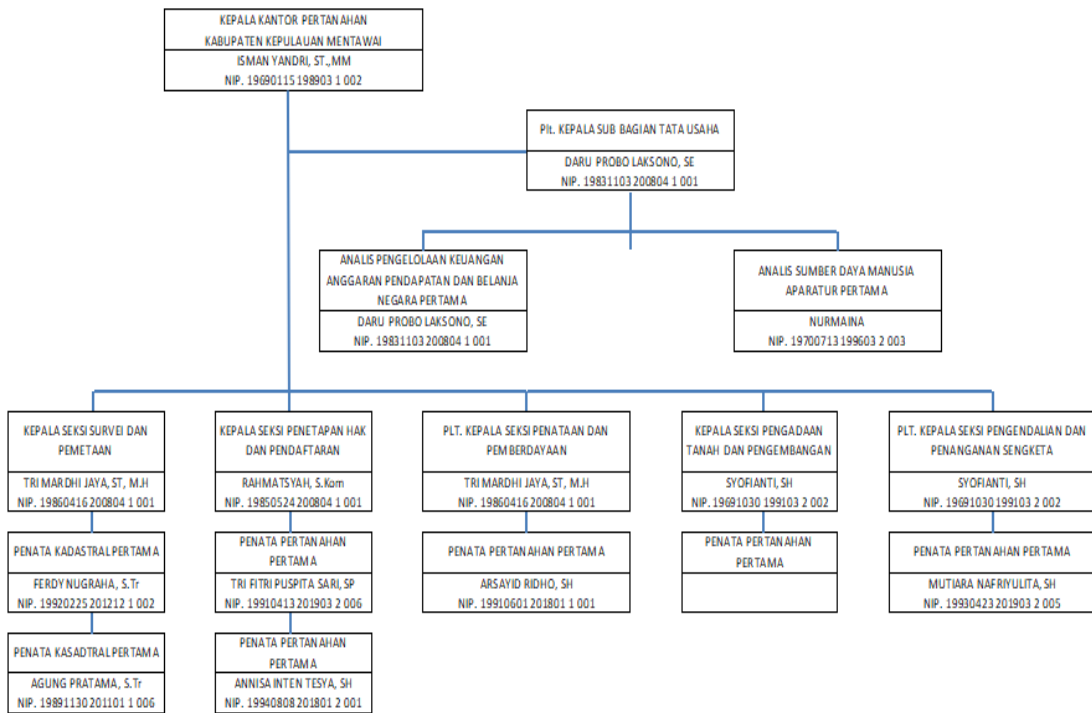 KEPALA KANTOR PERTANAHAN
KABUPATEN KEPULAUAN MENTAWAI
ISMAN YANDRI, ST.,MM
NIP. 19690115 198903 1 002
Plt. KEPALA SUB BAGIAN TATA USAHA
DARU PROBO LAKSONO, SE
NIP. 19831103 200804 1 001
ANALIS PENGELOLAAN KEUANGAN
ANGGARAN PENDAPATAN DAN BELANJA
NEGARA PERTAMA
DARU PROBO LAKSONO, SE
NIP. 19831103 200804 1 001
ANALIS SUMBER DAYA MANUSIA
APARATUR PERTAMA
NURMAINA
NIP. 19700713 199603 2 003
KEPALA SEKSI SURVEI DAN
PEMETAAN
TRI MARDHI JAYA, ST, M.H
NIP. 19860416 200804 1 001
KEPALA SEKSI PENETAPAN HAK
DAN PENDAFTARAN
RAHMATSYAH, S.Kom
NIP. 19850524 200804 1 001
PLT. KEPALA SEKSI PENATAAN DAN
PEMBERDAYAAN
TRI MARDHI JAYA, ST, M.H
NIP. 19860416 200804 1 001
KEPALA SEKSI PENGADAAN
TANAH DAN PENGEMBANGAN
SYOFIANTI, SH
NIP. 19691030 199103 2 002
PLT. KEPALA SEKSI PENGENDALIAN DAN
PENANGANAN SENGKETA
SYOFIANTI, SH
NIP. 19691030 199103 2 002
PENATA KADASTRAL PERTAMA
FERDY NUGRAHA, S.Tr
NIP. 19920225 201212 1 002
PENATA PERTANAHAN
PERTAMA
TRI FITRI PUSPITA SARI, SP
NIP. 19910413 201903 2 006
PENATA PERTANAHAN PERTAMA
ARSAYID RIDHO, SH
NIP. 19910601 201801 1 001
PENATA PERTANAHAN
PERTAMA
PENATA PERTANAHAN PERTAMA
MUTIARA NAFRIYULITA, SH
NIP. 19930423 201903 2 005
PENATA KASADTRAL PERTAMA
AGUNG PRATAMA, S.Tr
NIP. 19891130 201101 1 006
PENATA PERTANAHAN
PERTAMA
ANNISA INTEN TESYA, SH
NIP. 19940808 201801 2 001